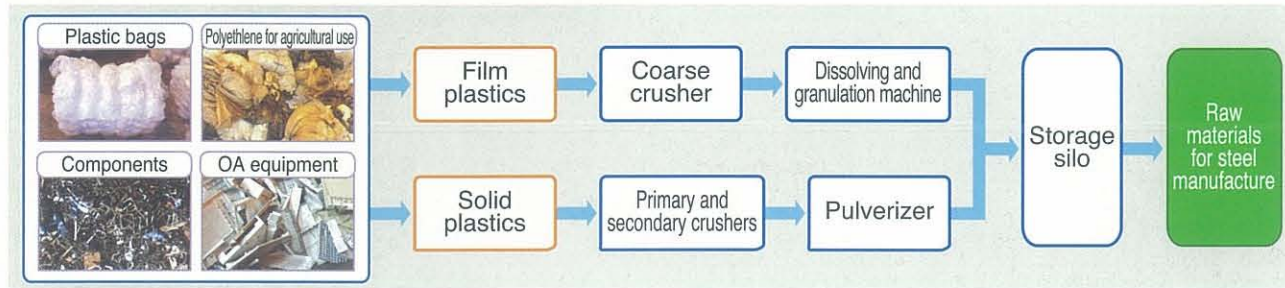 Plastic bags
Polyethlene for agricultural use
Components
OA equipment
Film
plastics
Coarse
crusher
Dissolving and
granulation machine
Solid
plastics
Primary and
secondary crushers
Pulverizer
Storage
silo
Raw
materials
for steel
manufacture